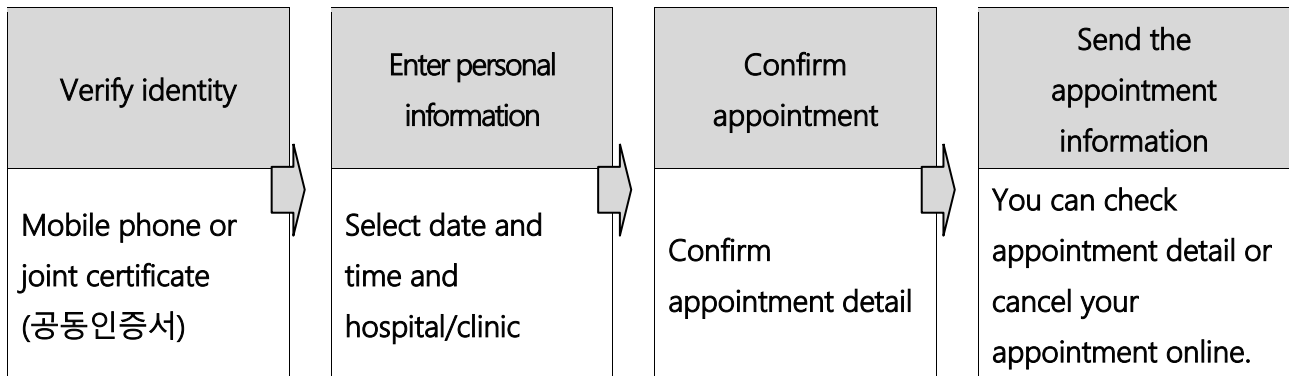 Verify identity
Mobile phone or
joint certificate
(공동인증서)
Enter personal
information
Select date and
time and
hospital/clinic
Confirm
appointment
Confirm
appointment detail
Send the
appointment
information
You can check
appointment detail or
cancel your
appointment online.